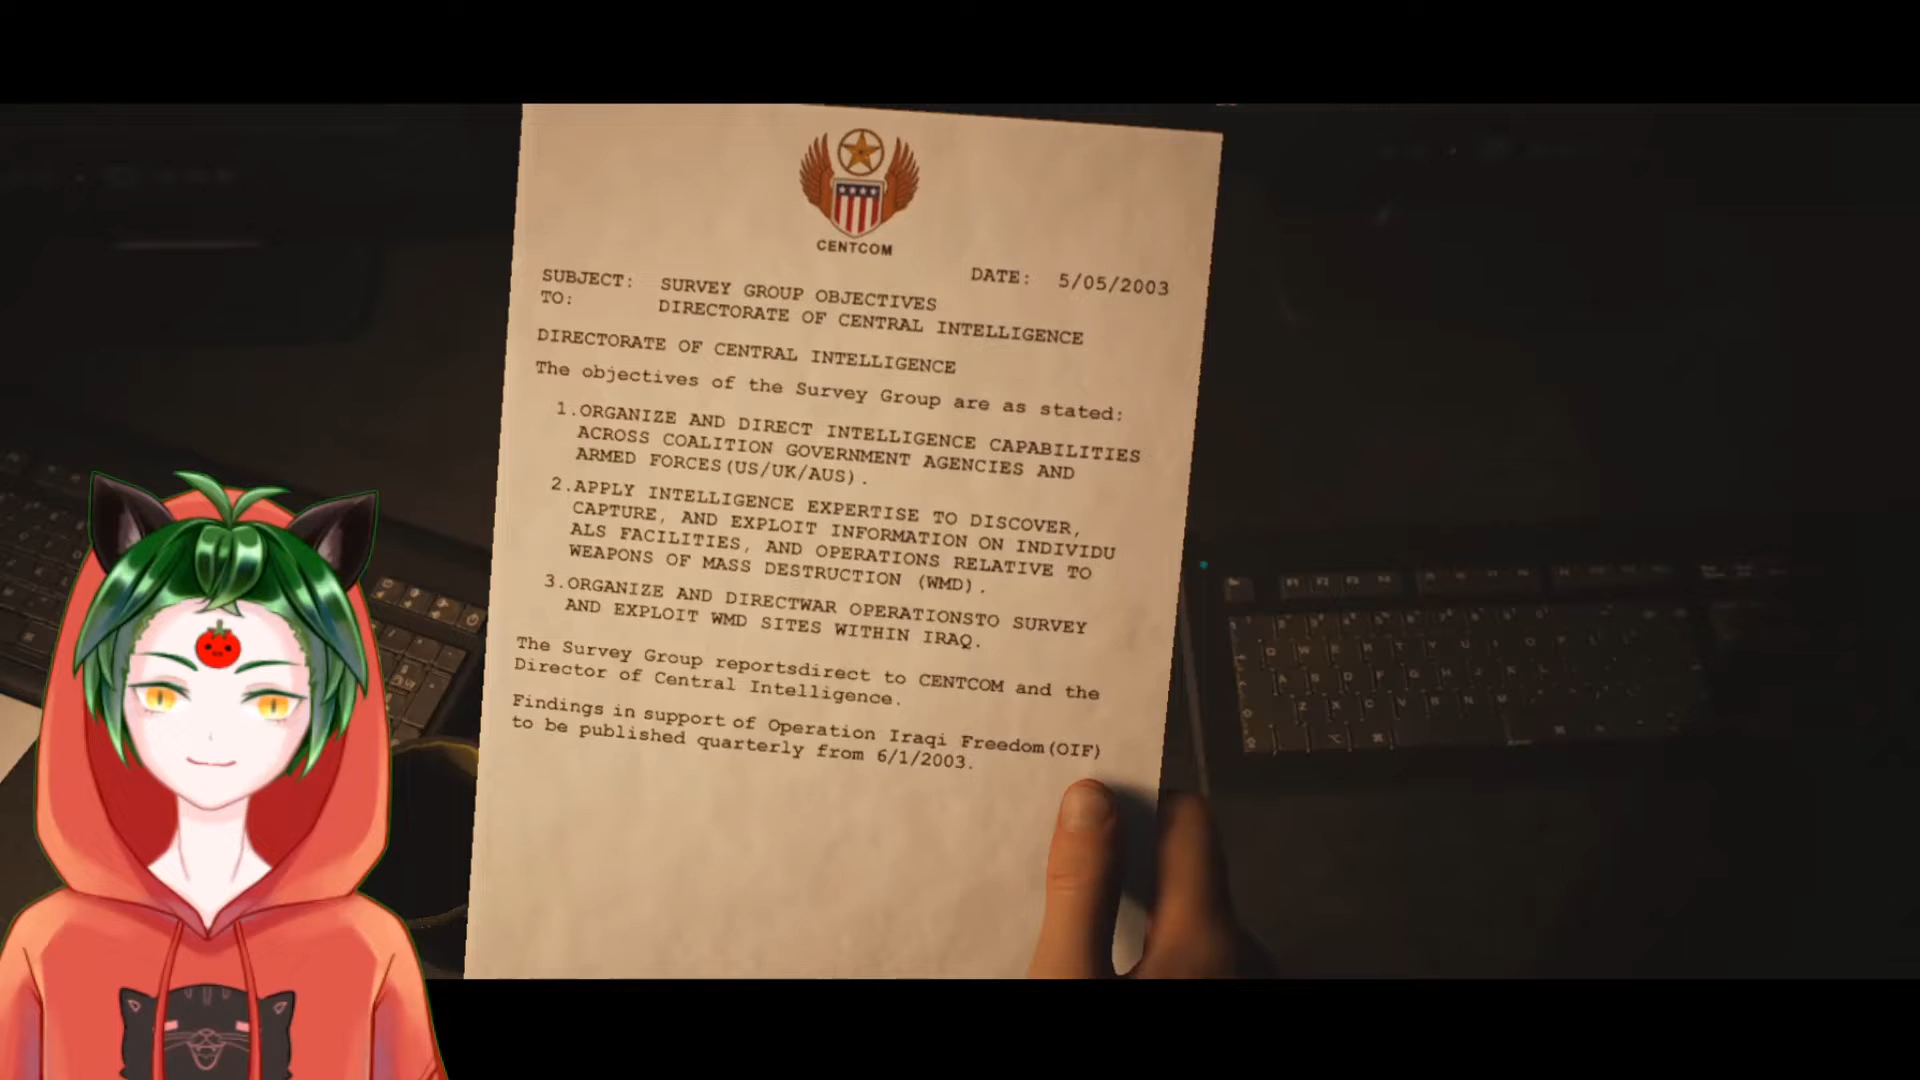 CENTCOM
DATE: 5/05/2003
SUBJECT: SURVEY GROUP OBJECTIVES
TO: DIRECTORATE OF CENTRAL INTELLIGENCE
DIRECTORATE OF CENTRAL INTELLIGENCE
The objectives of the Survey Group are as stated:
1.ORGANIZE AND DIRECT INTELLIGENCE CAPABILITIES
ACROSS COALITION GOVERNMENT AGENCIES AND
ARMED FORCES(US/UK/AUS).
2.APPLY INTELLIGENCE EXPERTISE TO DISCOVER,
CAPTURE, AND EXPLOIT INFORMATION ON INDIVIDU
ALS FACILITIES, AND OPERATIONS RELATIVE TO
WEAPONS OF MASS DESTRUCTION (WMD).
3.ORGANIZE AND DIRECTWAR OPERATIONSTO SURVEY
AND EXPLOIT WMD SITES WITHIN IRAQ.
The Survey Group reportsdirect to CENTCOM and the
Director of Central Intelligence.
Findings in support of Operation Iraqi Freedom(OIF)
to be published quarterly from 6/1/2003.